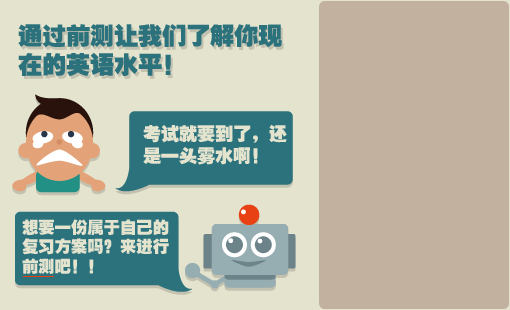 通过前测让我们了解你现
在的英语水平！
考试就要到了，还
是一头雾水啊！
想要一份属于自己的
复习方案吗？来进行
前测吧！！